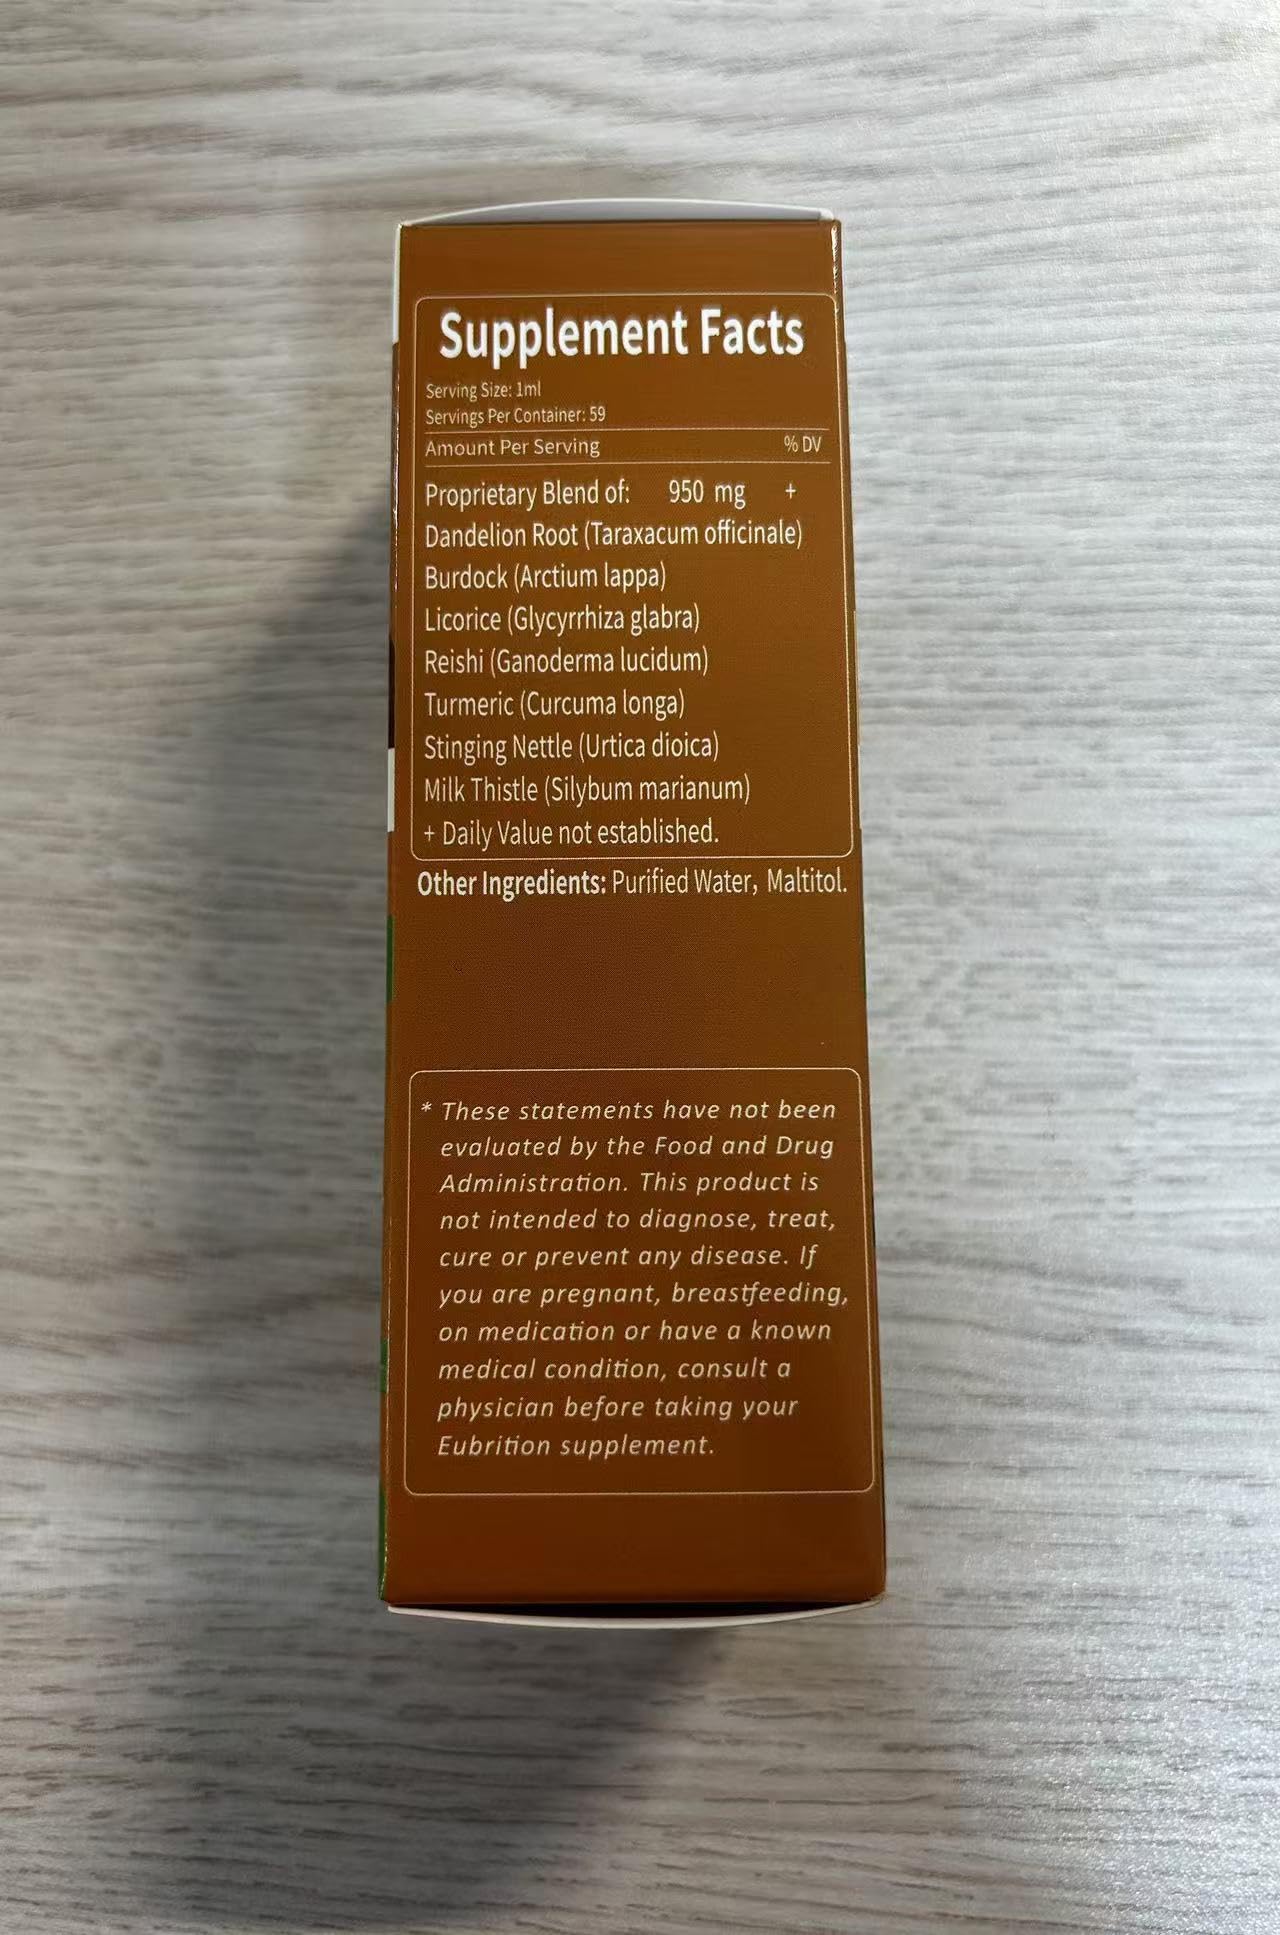 Supplement Facts
Serving Size: 1ml
Servings Per Container: 59
Amount Per Serving % DV
Proprietary Blend of: 950 mg +
Dandelion Root (Taraxacum officinale)
Burdock (Arctium lappa)
Licorice (Glycyrrhiza glabra)
Reishi (Ganoderma lucidum)
Turmeric (Curcuma longa)
Stinging Nettle (Urtica dioica)
Milk Thistle (Silybum marianum)
+ Daily Value not established.
Other Ingredients: Purified Water, Maltitol.
* These statements have not been
evaluated by the Food and Drug
Administration. This product is
not intended to diagnose, treat,
cure or prevent any disease. If
you are pregnant, breastfeeding,
on medication or have a known
medical condition, consult a
physician before taking your
Eubrition supplement.